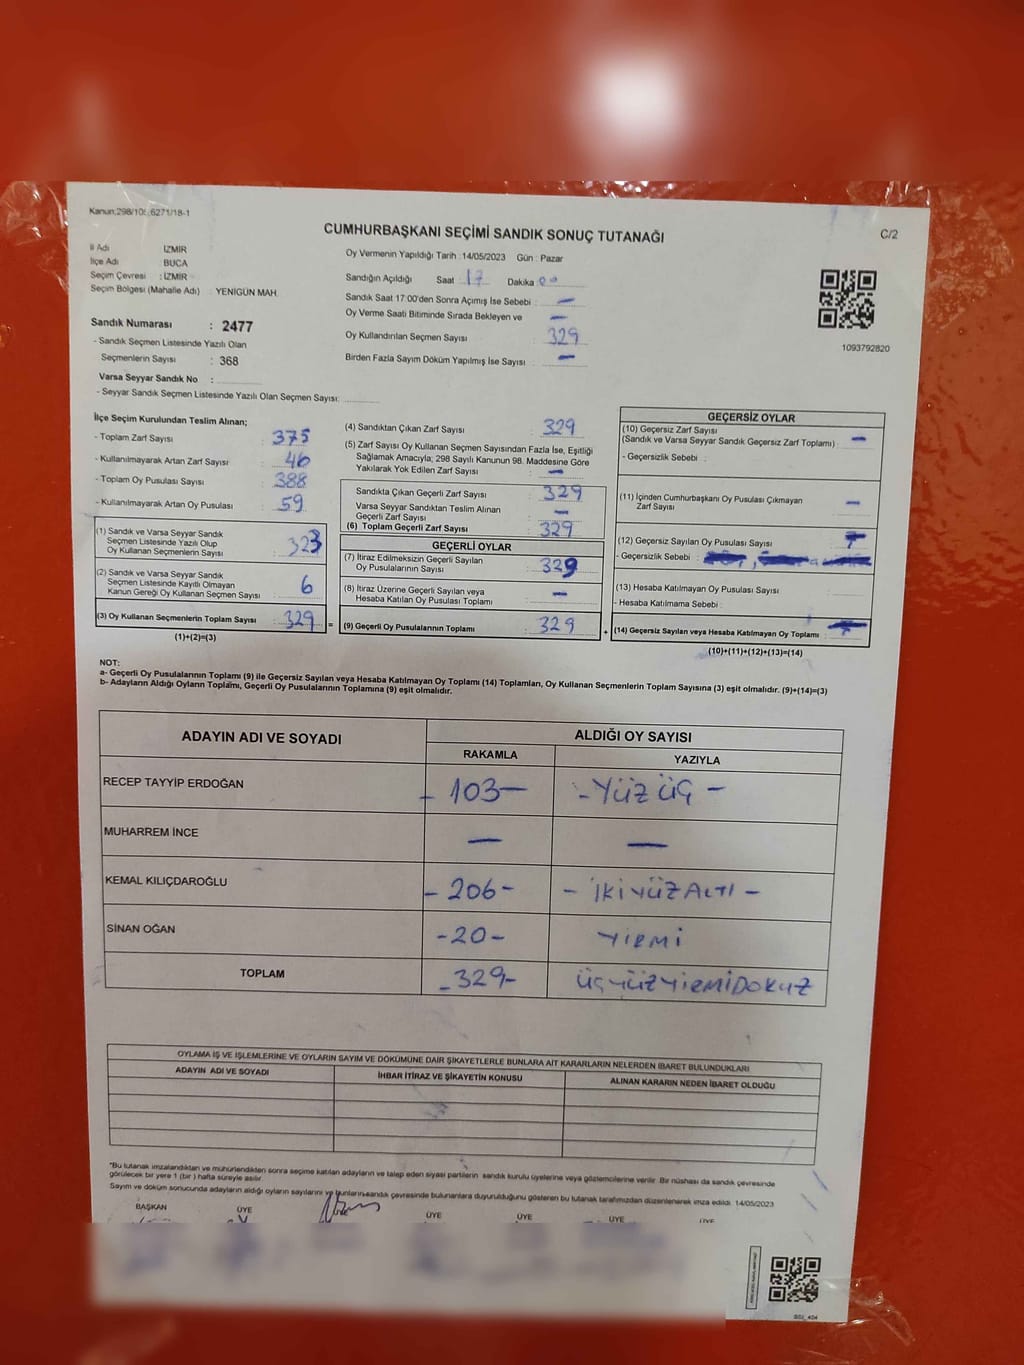 Kanun;298/105;6271/18-1
CUMHURBAŞKANI SEÇİMİ SANDIK SONUÇ TUTANAĞI
C/2
İl Adı İZMİR
İlçe Adı BUCA
Seçim Çevresi : İZMİR
Seçim Bölgesi (Mahalle Adı) : YENİGÜN MAH.
Sandık Numarası : 2477
- Sandık Seçmen Listesinde Yazılı Olan
Seçmenlerin Sayısı : 368
Varsa Seyyar Sandık No :
- Seyyar Sandık Seçmen Listesinde Yazılı Olan Seçmen Sayısı:
Oy Vermenin Yapıldığı Tarih : 14/05/2023 Gün : Pazar
Sandığın Açıldığı Saat 17 Dakika 00
Sandık Saat 17:00'den Sonra Açımış İse Sebebi : —
Oy Verme Saati Bitiminde Sırada Bekleyen ve —
Oy Kullandırılan Seçmen Sayısı : 329
Birden Fazla Sayım Döküm Yapılmış İse Sayısı : —
1093792820
İlçe Seçim Kurulundan Teslim Alınan;
- Toplam Zarf Sayısı : 375
- Kullanılmayarak Artan Zarf Sayısı : 46
- Toplam Oy Pusulası Sayısı : 388
- Kullanılmayarak Artan Oy Pusulası : 59
(1) Sandık ve Varsa Seyyar Sandık
Seçmen Listesinde Yazılı Olup
Oy Kullanan Seçmenlerin Sayısı : 323
(2) Sandık ve Varsa Seyyar Sandık
Seçmen Listesinde Kayıtlı Olmayan
Kanun Gereği Oy Kullanan Seçmen Sayısı : 6
(3) Oy Kullanan Seçmenlerin Toplam Sayısı : 329 =
(1)+(2)=(3)
(4) Sandıktan Çıkan Zarf Sayısı : 329
(5) Zarf Sayısı Oy Kullanan Seçmen Sayısından Fazla İse, Eşitliği
Sağlamak Amacıyla; 298 Sayılı Kanunun 98. Maddesine Göre
Yakılarak Yok Edilen Zarf Sayısı : —
Sandıkta Çıkan Geçerli Zarf Sayısı : 329
Varsa Seyyar Sandıktan Teslim Alınan
Geçerli Zarf Sayısı : —
(6) Toplam Geçerli Zarf Sayısı : 329
GEÇERLİ OYLAR
(7) İtiraz Edilmeksizin Geçerli Sayılan
Oy Pusulalarının Sayısı : 329
(8) İtiraz Üzerine Geçerli Sayılan veya
Hesaba Katılan Oy Pusulası Toplamı : —
(9) Geçerli Oy Pusulalarının Toplamı : 329 +
GEÇERSİZ OYLAR
(10) Geçersiz Zarf Sayısı
(Sandık ve Varsa Seyyar Sandık Geçersiz Zarf Toplamı) : —
- Geçersizlik Sebebi :
(11) İçinden Cumhurbaşkanı Oy Pusulası Çıkmayan
Zarf Sayısı : —
(12) Geçersiz Sayılan Oy Pusulası Sayısı :
- Geçersizlik Sebebi :
(13) Hesaba Katılmayan Oy Pusulası Sayısı :
- Hesaba Katılmama Sebebi :
(14) Geçersiz Sayılan veya Hesaba Katılmayan Oy Toplamı :
(10)+(11)+(12)+(13)=(14)
NOT:
a- Geçerli Oy Pusulalarının Toplamı (9) ile Geçersiz Sayılan veya Hesaba Katılmayan Oy Toplamı (14) Toplamları, Oy Kullanan Seçmenlerin Toplam Sayısına (3) eşit olmalıdır. (9)+(14)=(3)
b- Adayların Aldığı Oyların Toplamı, Geçerli Oy Pusulalarının Toplamına (9) eşit olmalıdır.
ADAYIN ADI VE SOYADI ALDIĞI OY SAYISI
RAKAMLA YAZIYLA
RECEP TAYYİP ERDOĞAN - 103 - - YÜZ ÜÇ -
MUHARREM İNCE — —
KEMAL KILIÇDAROĞLU - 206 - - İKİYÜZ ALTI -
SİNAN OĞAN - 20 - YİRMİ
TOPLAM - 329 - ÜÇYÜZYİRMİDOKUZ
OYLAMA İŞ VE İŞLEMLERİNE VE OYLARIN SAYIM VE DÖKÜMÜNE DAİR ŞİKAYETLERLE BUNLARA AİT KARARLARIN NELERDEN İBARET BULUNDUKLARI
ADAYIN ADI VE SOYADI İHBAR İTİRAZ VE ŞİKAYETİN KONUSU ALINAN KARARIN NEDEN İBARET OLDUĞU
"Bu tutanak imzalandıktan ve mühürlendikten sonra seçime katılan adayların ve talep eden siyasi partilerin sandık kurulu üyelerine veya gözlemcilerine verilir. Bir nüshası da sandık çevresinde
görülecek bir yere 1 (bir) hafta süreyle asılır.
Sayım ve döküm sonucunda adayların aldığı oyların sayılarını ve bunların sandık çevresinde bulunanlara duyurulduğunu gösteren bu tutanak tarafımızdan düzenlenerek imza edildi. 14/05/2023
BAŞKAN ÜYE ÜYE ÜYE ÜYE ÜYE ÜYE